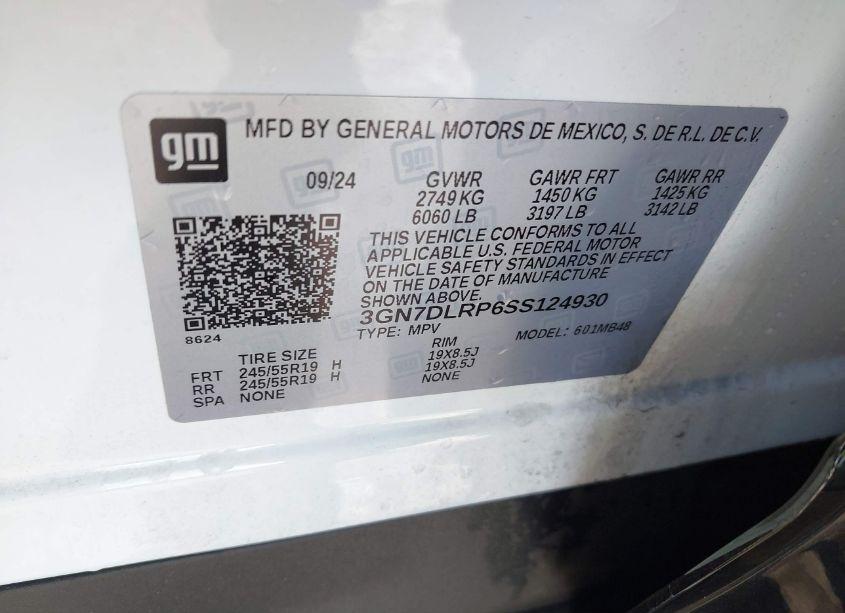 gm
MFD BY GENERAL MOTORS DE MEXICO, S. DE R.L. DE C.V.
09/24 GVWR GAWR FRT GAWR RR
2749 KG 1450 KG 1425 KG
6060 LB 3197 LB 3142 LB
THIS VEHICLE CONFORMS TO ALL
APPLICABLE U.S. FEDERAL MOTOR
VEHICLE SAFETY STANDARDS IN EFFECT
ON THE DATE OF MANUFACTURE
SHOWN ABOVE.
3GN7DLRP6SS124930
TYPE: MPV MODEL: 601MB48
8624
TIRE SIZE RIM
FRT 245/55R19 H 19X8.5J
RR 245/55R19 H 19X8.5J
SPA NONE NONE